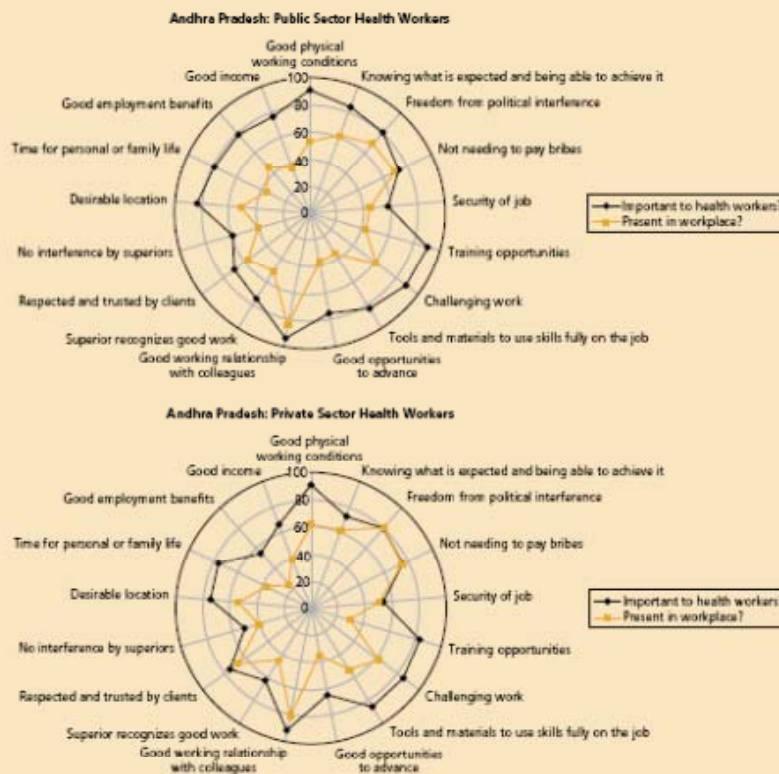 Andhra Pradesh: Public Sector Health Workers
Good physical
working conditions
Good income
Knowing what is expected and being able to achieve it
Good employment benefits
Freedom from political interference
Time for personal or family life
Not needing to pay bribes
Desirable location
Security of job
No interference by superiors
Training opportunities
Respected and trusted by clients
Challenging work
Superior recognizes good work
Tools and materials to use skills fully on the job
Good working relationship
with colleagues
Good opportunities
to advance
100
80
60
40
20
0
Important to health workers?
Present in workplace?
Andhra Pradesh: Private Sector Health Workers
Good physical
working conditions
Good income
Knowing what is expected and being able to achieve it
Good employment benefits
Freedom from political interference
Time for personal or family life
Not needing to pay bribes
Desirable location
Security of job
No interference by superiors
Training opportunities
Respected and trusted by clients
Challenging work
Superior recognizes good work
Tools and materials to use skills fully on the job
Good working relationship
with colleagues
Good opportunities
to advance
100
80
60
40
20
0
Important to health workers?
Present in workplace?